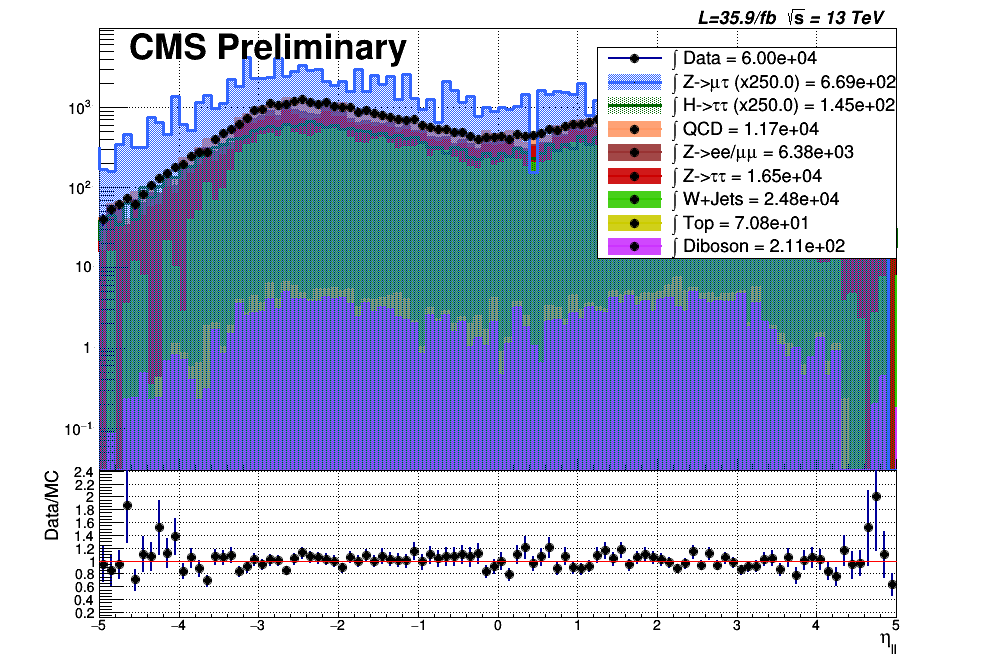 L=35.9/fb √s = 13 TeV
CMS Preliminary
∫ Data = 6.00e+04
∫ Z->μτ (x250.0) = 6.69e+02
∫ H->ττ (x250.0) = 1.45e+02
∫ QCD = 1.17e+04
∫ Z->ee/μμ = 6.38e+03
∫ Z->ττ = 1.65e+04
∫ W+Jets = 2.48e+04
∫ Top = 7.08e+01
∫ Diboson = 2.11e+02
10³
10²
10
1
10⁻¹
Data/MC
2.4
2.2
2
1.8
1.6
1.4
1.2
1
0.8
0.6
0.4
0.2
−5 −4 −3 −2 −1 0 1 2 3 4 5
η_ll